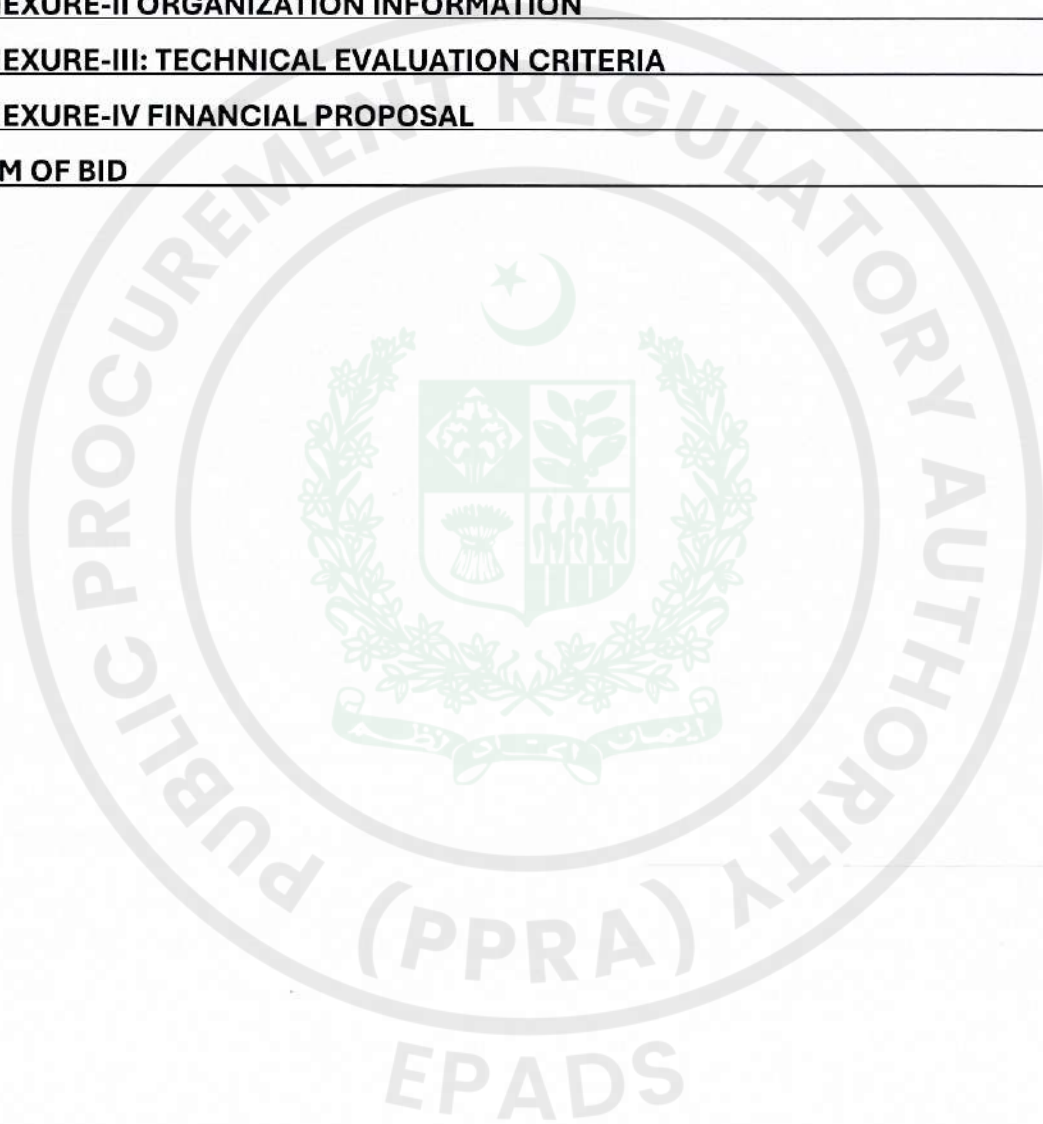 EXURE-II ORGANIZATION INFORMATION
EXURE-III: TECHNICAL EVALUATION CRITERIA
EXURE-IV FINANCIAL PROPOSAL
M OF BID
PUBLIC PROCUREMENT REGULATORY AUTHORITY
(PPRA)
EPADS